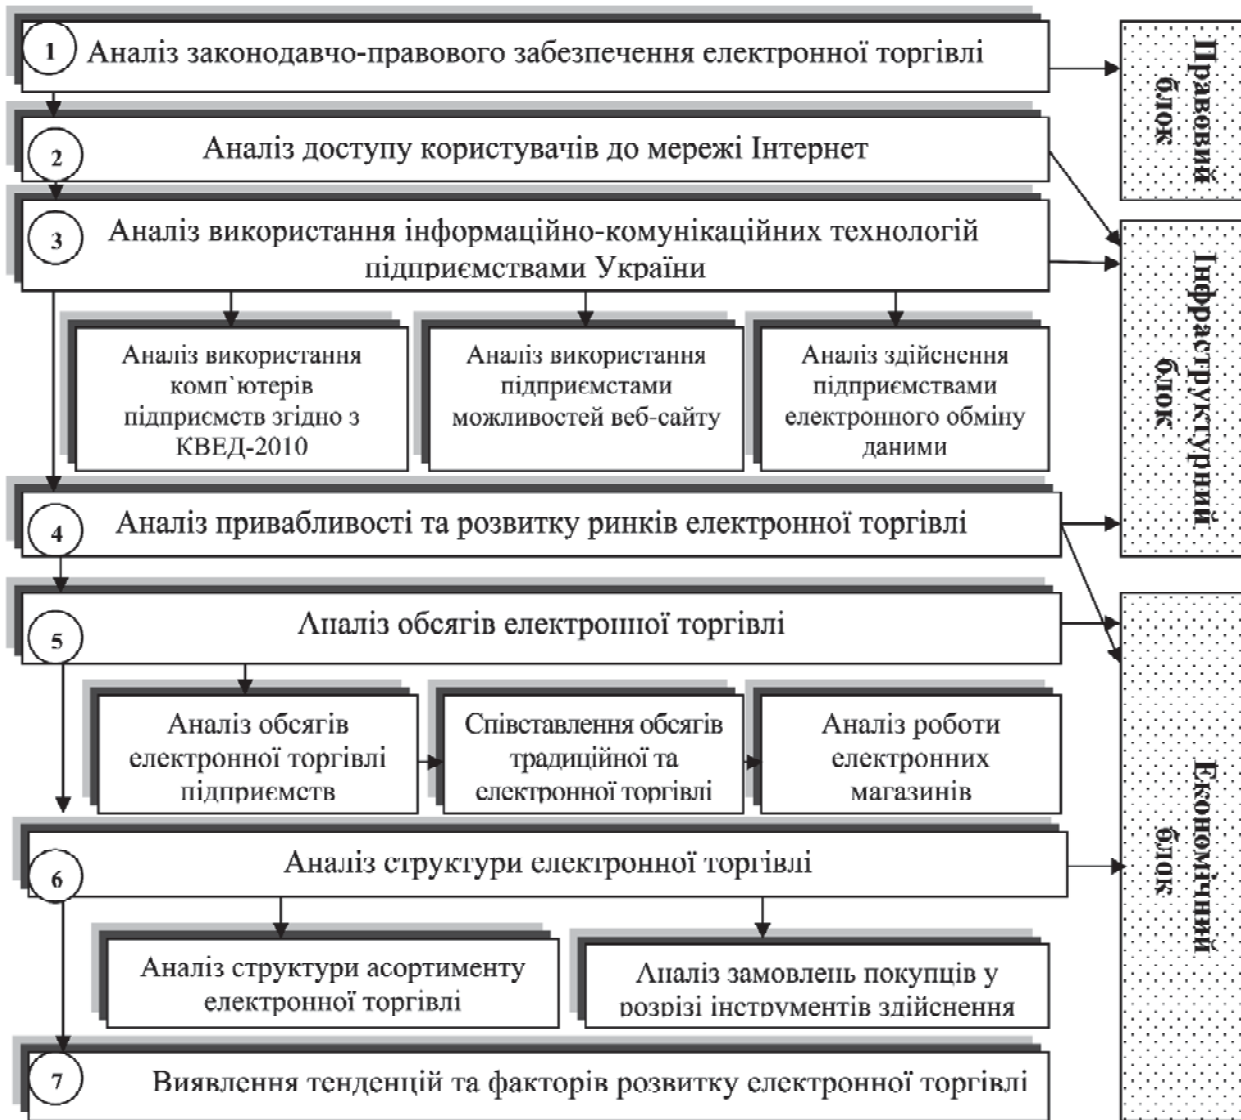 1
Аналіз законодавчо-правового забезпечення електронної торгівлі
Правовий
блок
2
Аналіз доступу користувачів до мережі Інтернет
3
Аналіз використання інформаційно-комунікаційних технологій
підприємствами України
Інфраструктурний
блок
Аналіз використання
комп`ютерів
підприємств згідно з
КВЕД-2010
Аналіз використання
підприємстами
можливостей веб-сайту
Аналіз здійснення
підприємствами
електронного обміну
даними
4
Аналіз привабливості та розвитку ринків електронної торгівлі
5
Аналіз обсягів електронної торгівлі
Економічний
блок
Аналіз обсягів
електронної торгівлі
підприємств
Співставлення обсягів
традиційної та
електронної торгівлі
Аналіз роботи
електронних
магазинів
6
Аналіз структури електронної торгівлі
Аналіз структури асортименту
електронної торгівлі
Аналіз замовлень покупців у
розрізі інструментів здійснення
7
Виявлення тенденцій та факторів розвитку електронної торгівлі